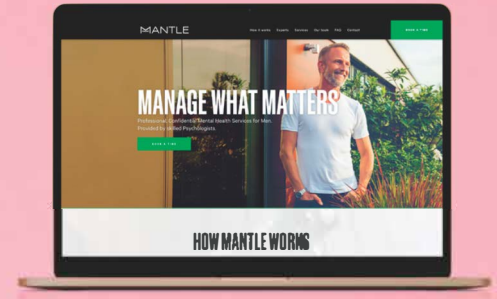 MANTLE
How it works Experts Services Our team FAQ Contact
BOOK A TIME
MANAGE WHAT MATTERS
Professional, Confidential Mental Health Services for Men.
Provided by skilled Psychologists.
BOOK A TIME
HOW MANTLE WORKS